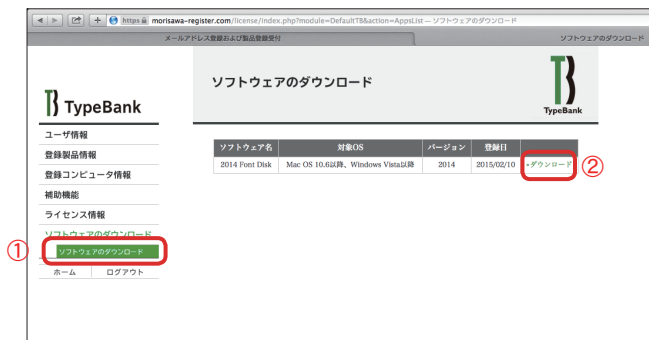 https morisawa-register.com/license/index.php?module=DefaultTB&action=AppsList — ソフトウェアのダウンロード
メールアドレス登録および製品登録受付
ソフトウェアのダウンロード
TypeBank
ソフトウェアのダウンロード
TypeBank
ユーザ情報
登録製品情報
登録コンピュータ情報
補助機能
ライセンス情報
ソフトウェアのダウンロード
① ソフトウェアのダウンロード
ホーム ログアウト
ソフトウェア名 対象OS バージョン 登録日
2014 Font Disk Mac OS 10.6以降、Windows Vista以降 2014 2015/02/10 ダウンロード ②